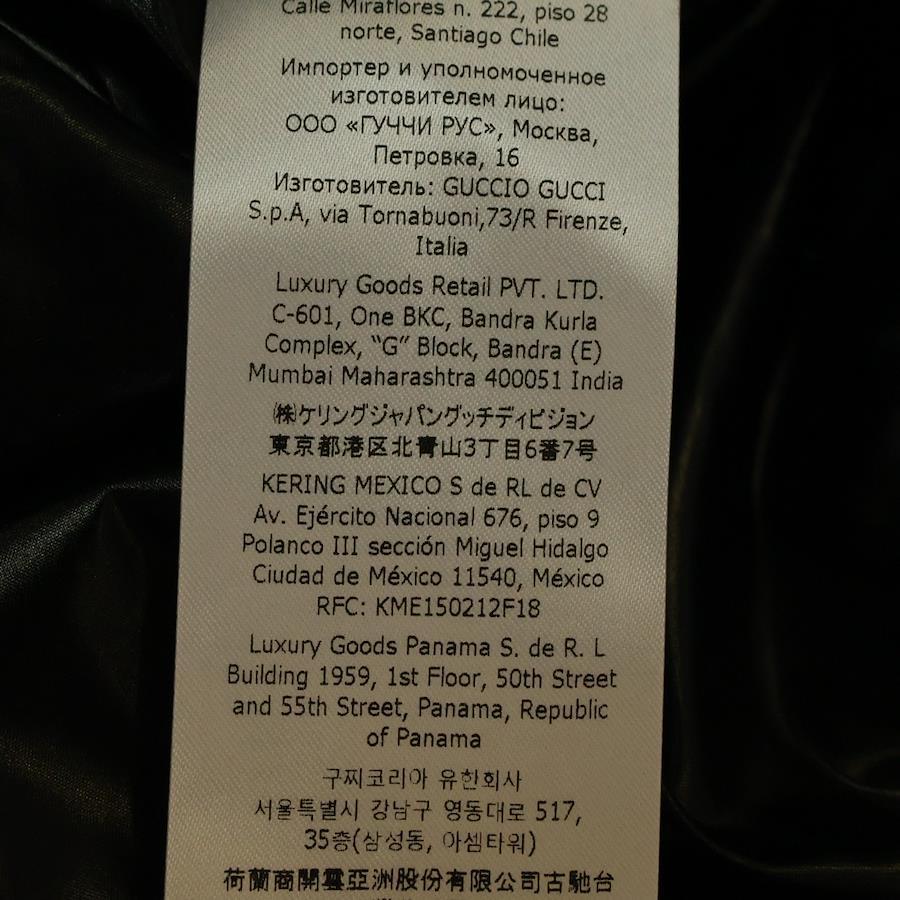 Calle Miraflores n. 222, piso 28
norte, Santiago Chile
Импортер и уполномоченное
изготовителем лицо:
ООО «ГУЧЧИ РУС», Москва,
Петровка, 16
Изготовитель: GUCCIO GUCCI
S.p.A, via Tornabuoni,73/R Firenze,
Italia
Luxury Goods Retail PVT. LTD.
C-601, One BKC, Bandra Kurla
Complex, “G” Block, Bandra (E)
Mumbai Maharashtra 400051 India
㈱ケリングジャパングッチディビジョン
東京都港区北青山3丁目6番7号
KERING MEXICO S de RL de CV
Av. Ejército Nacional 676, piso 9
Polanco III sección Miguel Hidalgo
Ciudad de México 11540, México
RFC: KME150212F18
Luxury Goods Panama S. de R. L
Building 1959, 1st Floor, 50th Street
and 55th Street, Panama, Republic
of Panama
구찌코리아 유한회사
서울특별시 강남구 영동대로 517,
35층(삼성동, 아셈타워)
荷蘭商開雲亞洲股份有限公司古馳台